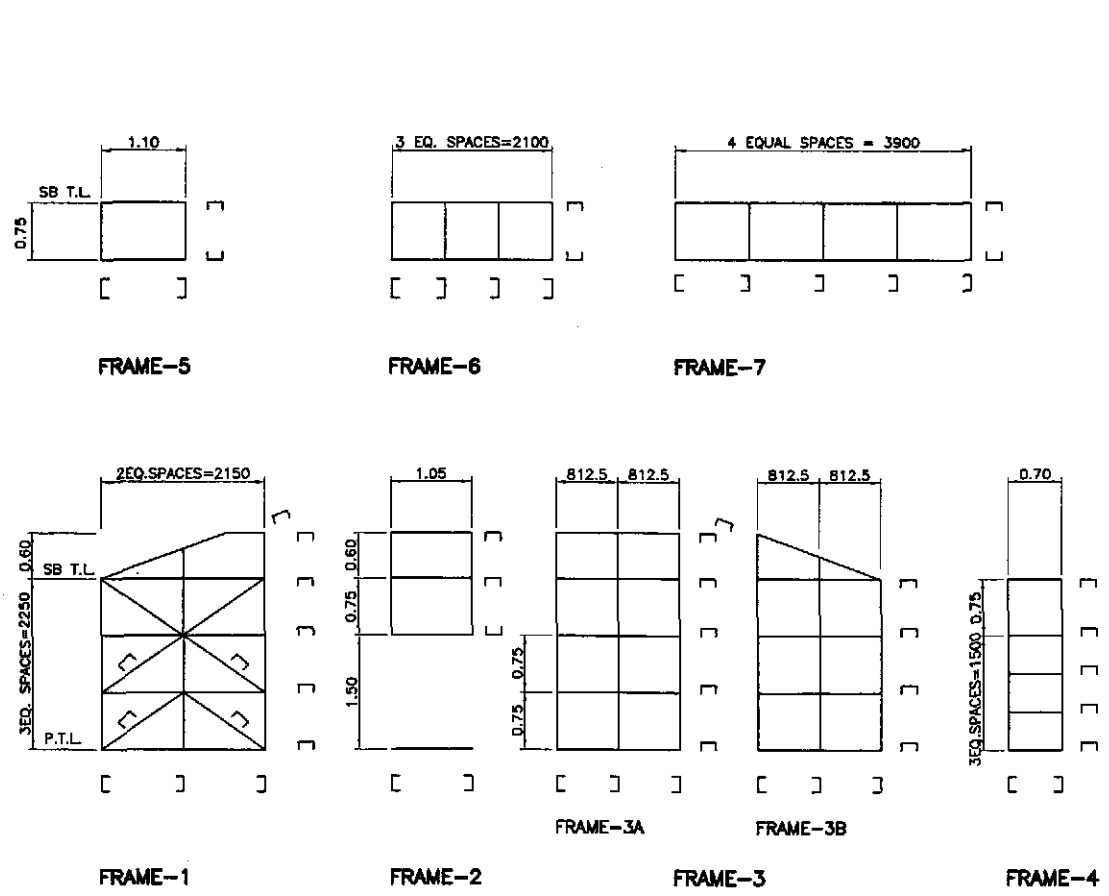 1.10
3 EQ. SPACES=2100
4 EQUAL SPACES = 3900
SB T.L.
0.75
FRAME-5
FRAME-6
FRAME-7
2EQ.SPACES=2150
1.05
812.5
812.5
812.5
812.5
0.70
0.60
SB T.L.
3EQ. SPACES=2250
P.T.L.
0.60
0.75
1.50
0.75
0.75
0.75
3EQ.SPACES=1500
FRAME-3A
FRAME-3B
FRAME-1
FRAME-2
FRAME-3
FRAME-4